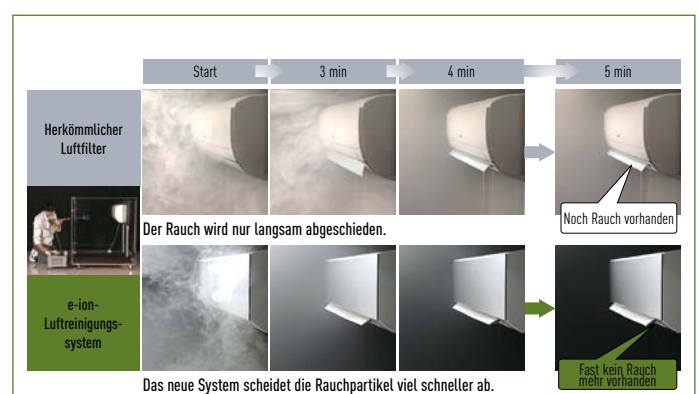 Start
3 min
4 min
5 min
Herkömmlicher
Luftfilter
Noch Rauch vorhanden
Der Rauch wird nur langsam abgeschieden.
e-ion-
Luftreinigungs-
system
Fast kein Rauch
mehr vorhanden
Das neue System scheidet die Rauchpartikel viel schneller ab.